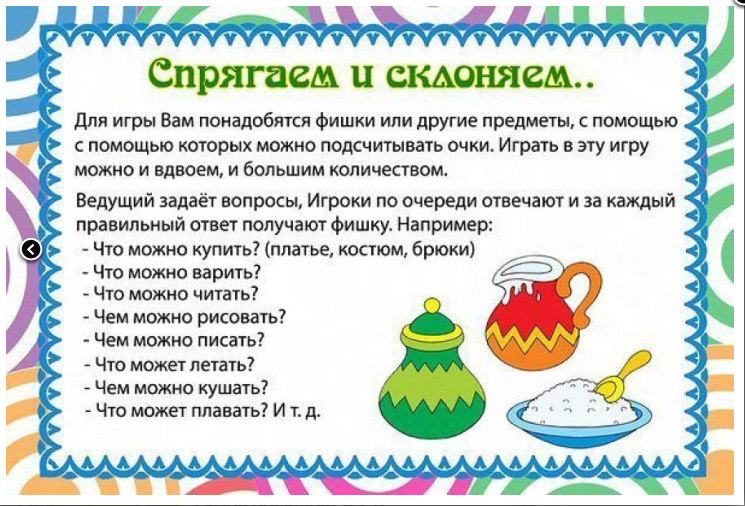 Спрягаем и склоняем..
Для игры Вам понадобятся фишки или другие предметы, с помощью
с помощью которых можно подсчитывать очки. Играть в эту игру
можно и вдвоем, и большим количеством.
Ведущий задаёт вопросы, Игроки по очереди отвечают и за каждый
правильный ответ получают фишку. Например:
- Что можно купить? (платье, костюм, брюки)
- Что можно варить?
- Что можно читать?
- Чем можно рисовать?
- Чем можно писать?
- Что может летать?
- Чем можно кушать?
- Что может плавать? И т. д.